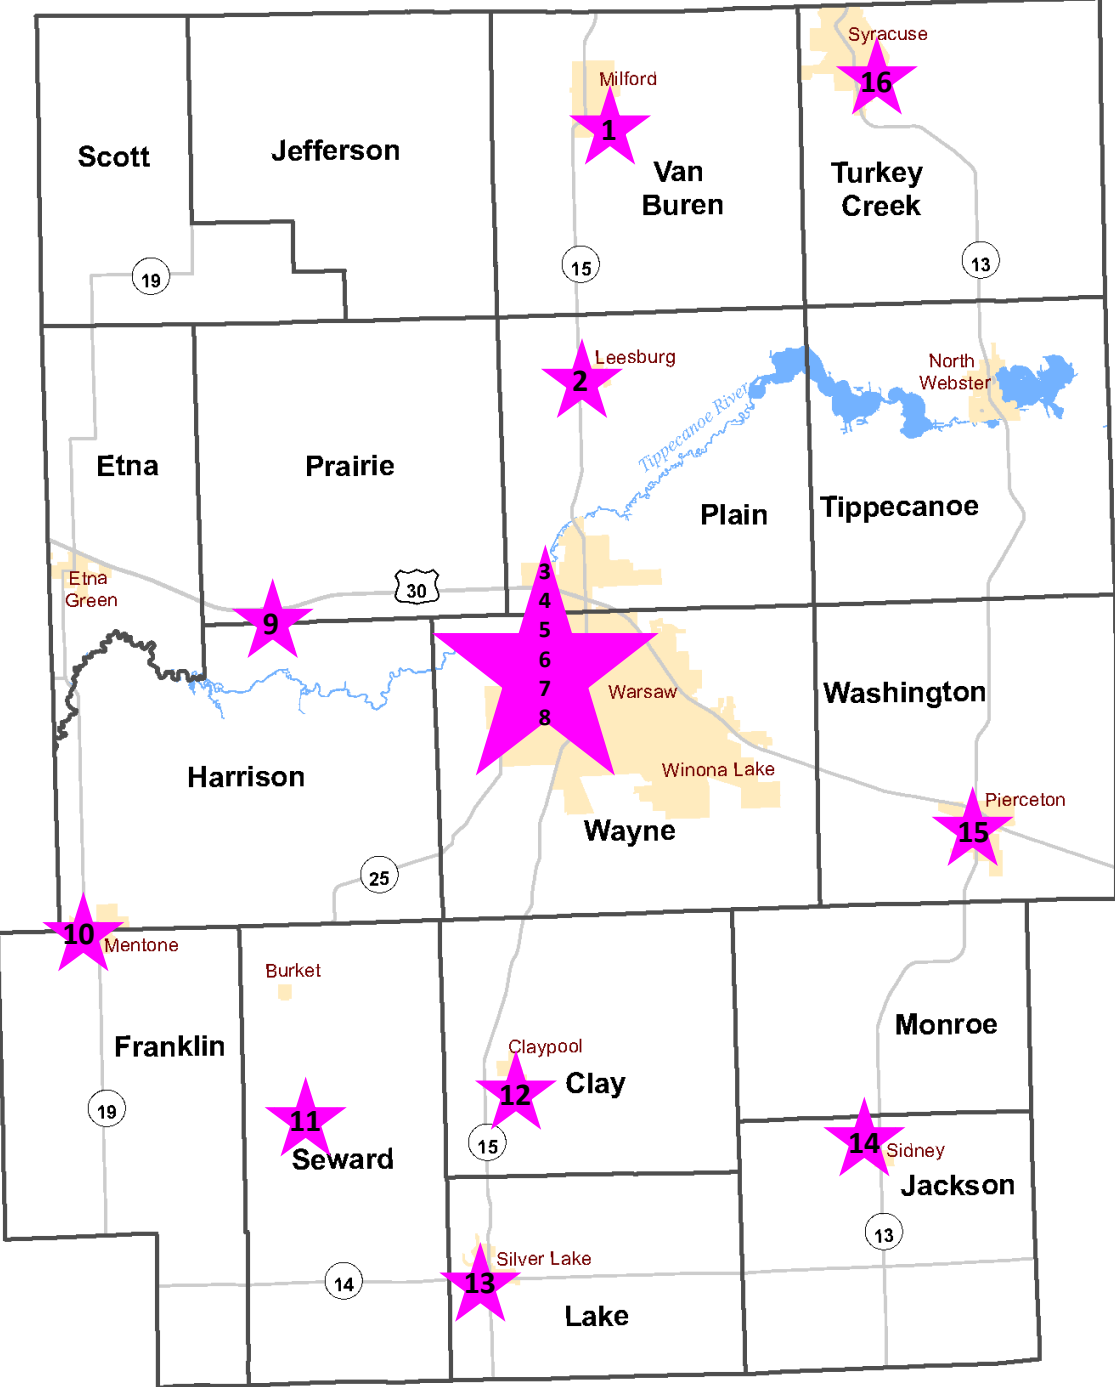 Syracuse
16
Milford
1
Scott
Jefferson
Van
Buren
Turkey
Creek
19
15
13
Leesburg
2
North
Webster
Tippecanoe River
Etna
Prairie
Plain
Tippecanoe
Etna
Green
30
9
3
4
5
6
7
8
Warsaw
Washington
Winona Lake
Harrison
Pierceton
15
Wayne
25
10
Mentone
Burket
Franklin
Monroe
Claypool
12
Clay
19
11
Seward
15
14
Sidney
Jackson
13
Silver Lake
13
14
Lake